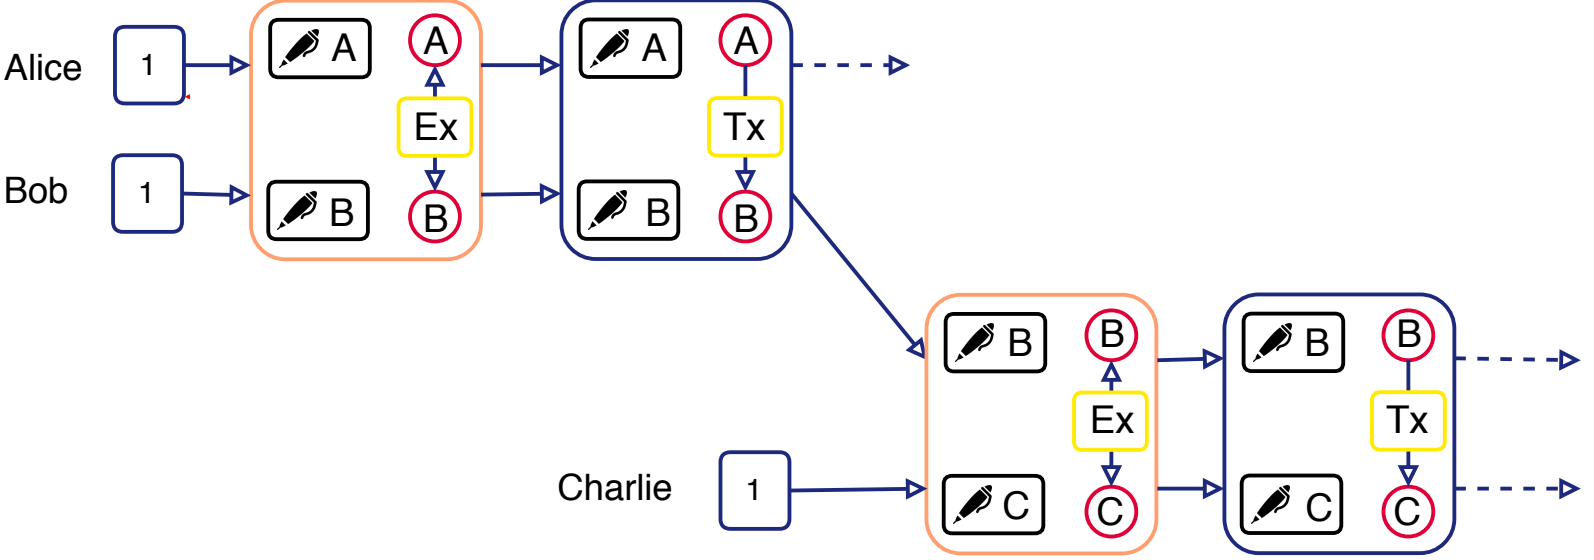 Alice 1 A A A A
Ex Tx
Bob 1 B B B B
B B B B
Ex Tx
Charlie 1 C C C C